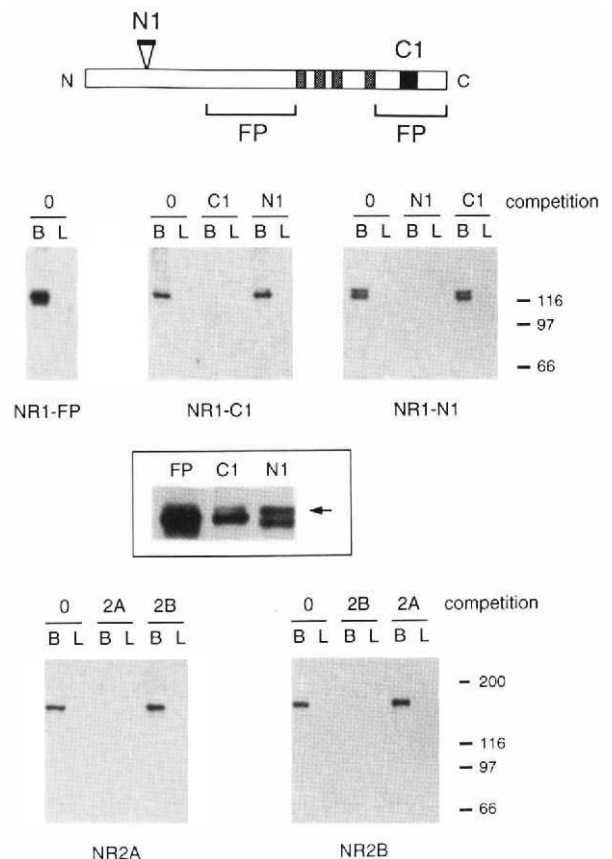 N1
C1
N C
FP FP
0 C1 N1 0 N1 C1 competition
B L B L B L B L B L B L B L
116
97
66
NR1-FP NR1-C1 NR1-N1
FP C1 N1
0 2A 2B 0 2B 2A competition
B L B L B L B L B L B L
200
116
97
66
NR2A NR2B